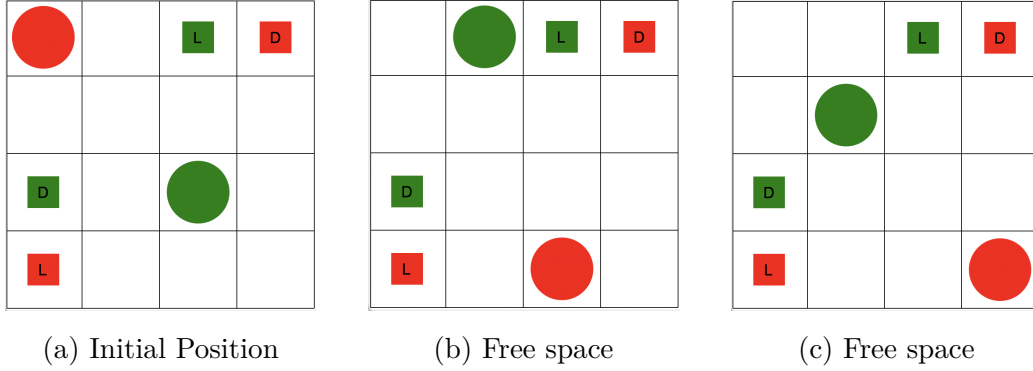 L D
D
L
(a) Initial Position
L D
D
L
(b) Free space
L D
D
L
(c) Free space